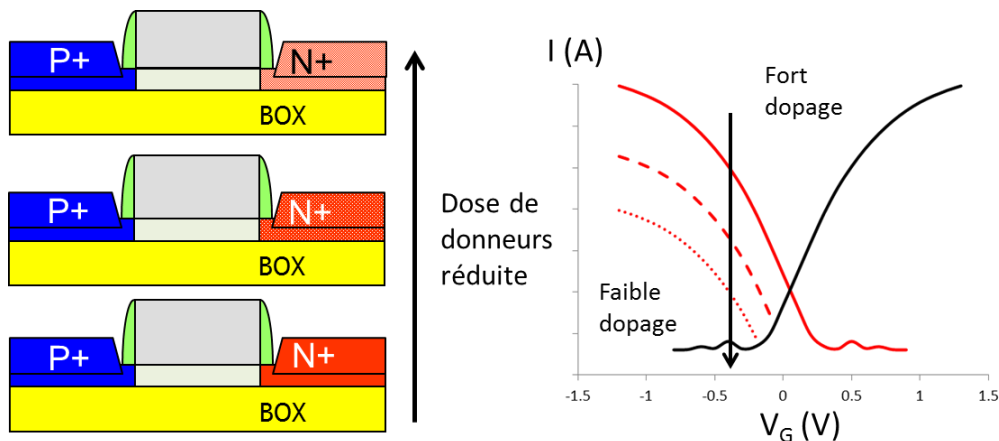 P+
N+
BOX
P+
N+
BOX
P+
N+
BOX
Dose de
donneurs
réduite
I (A)
Fort
dopage
Faible
dopage
-1.5
-1
-0.5
0
0.5
1
1.5
V_G (V)